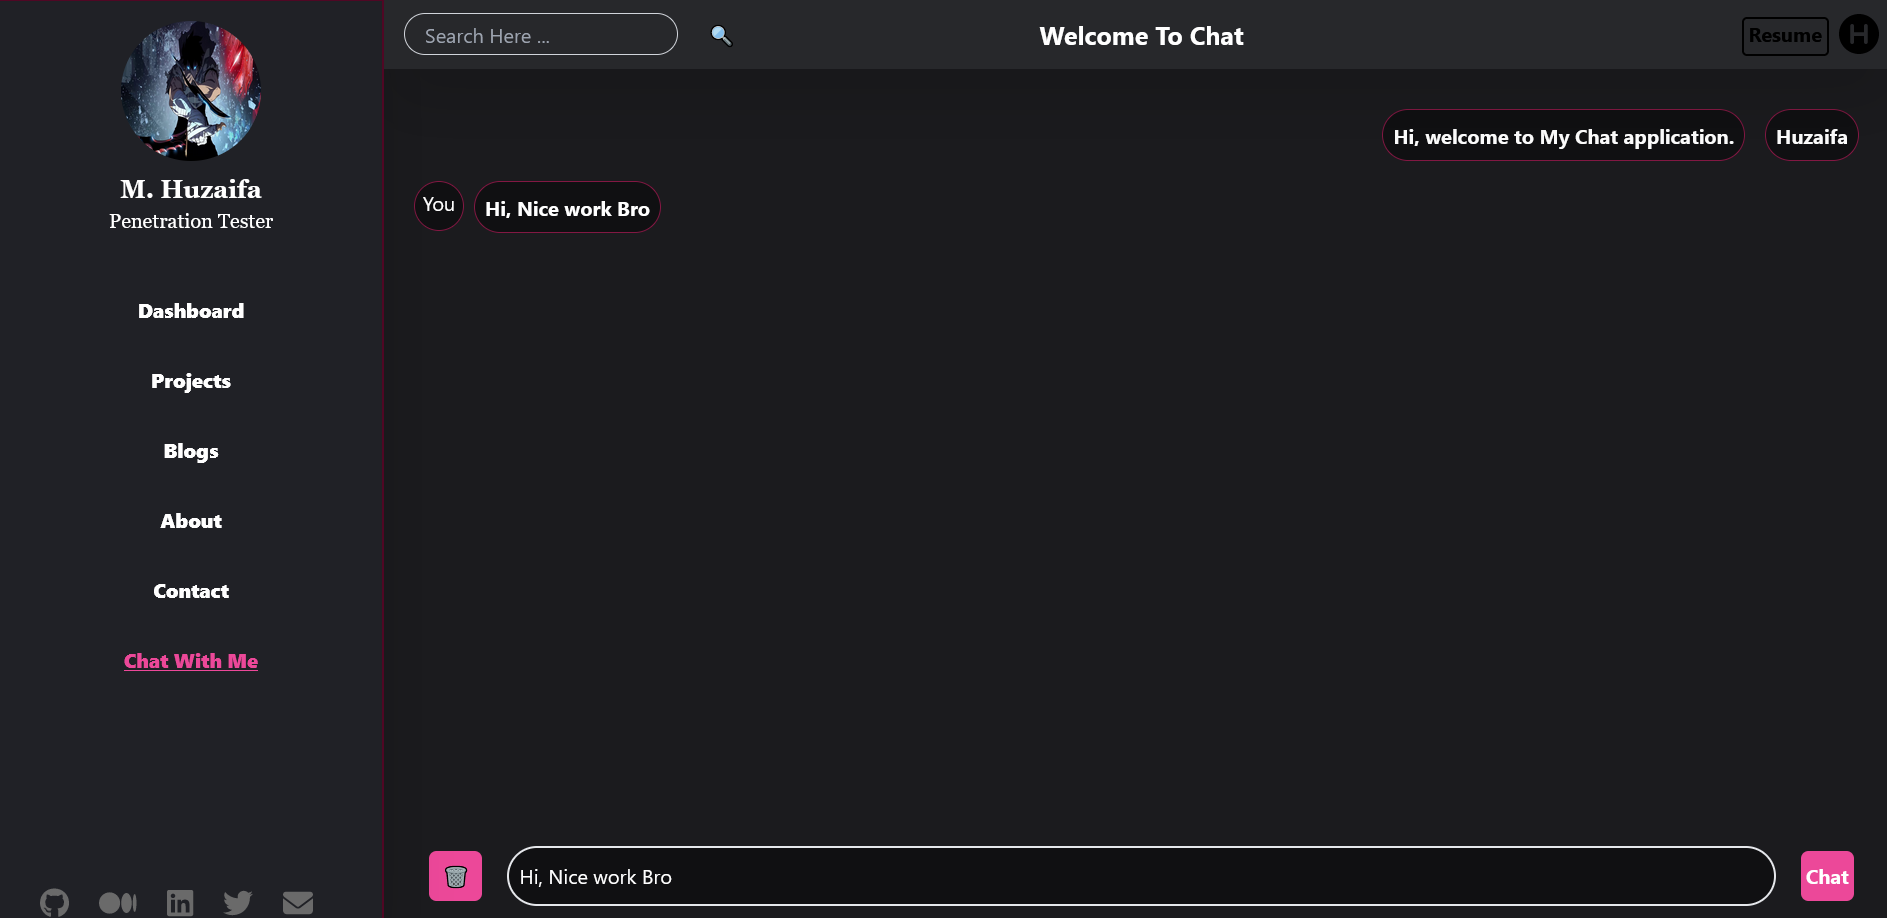 M. Huzaifa
Penetration Tester
Dashboard
Projects
Blogs
About
Contact
Chat With Me
Search Here ...
Welcome To Chat
Resume
H
Hi, welcome to My Chat application.
Huzaifa
You
Hi, Nice work Bro
Hi, Nice work Bro
Chat